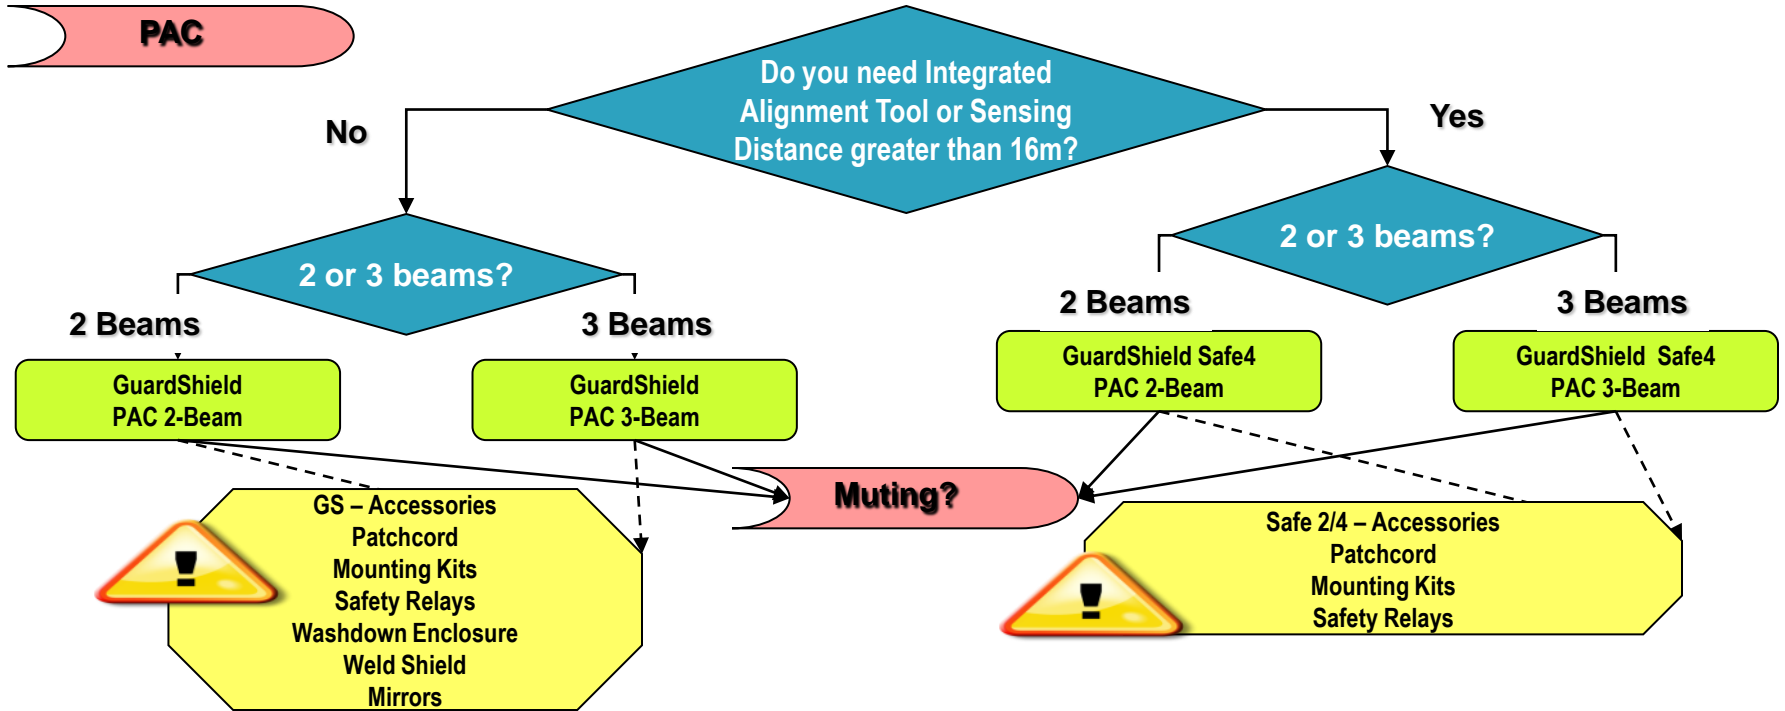 PAC
Do you need Integrated
Alignment Tool or Sensing
Distance greater than 16m?
No
Yes
2 or 3 beams?
2 or 3 beams?
2 Beams
3 Beams
2 Beams
3 Beams
GuardShield
PAC 2-Beam
GuardShield
PAC 3-Beam
GuardShield Safe4
PAC 2-Beam
GuardShield Safe4
PAC 3-Beam
Muting?
GS – Accessories
Patchcord
Mounting Kits
Safety Relays
Washdown Enclosure
Weld Shield
Mirrors
!
Safe 2/4 – Accessories
Patchcord
Mounting Kits
Safety Relays
!